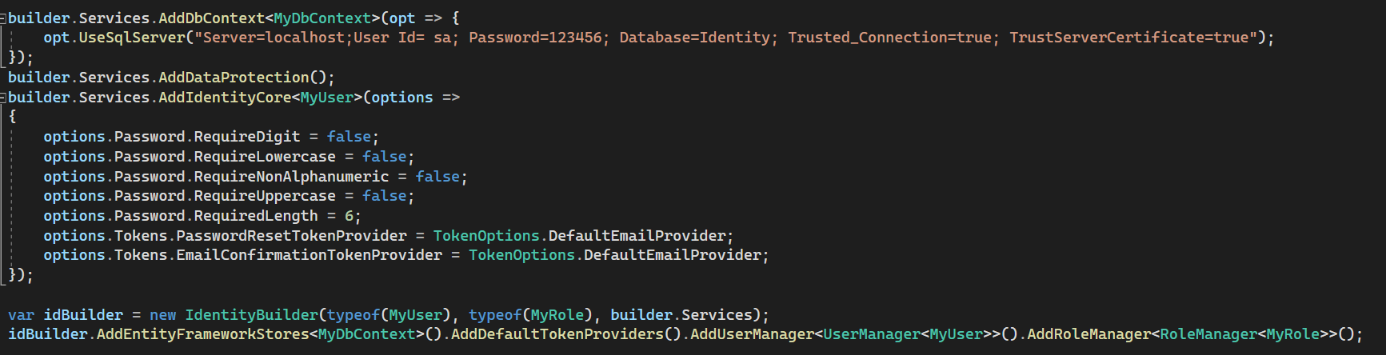 builder.Services.AddDbContext<MyDbContext>(opt => {
    opt.UseSqlServer("Server=localhost;User Id= sa; Password=123456; Database=Identity; Trusted_Connection=true; TrustServerCertificate=true");
});
builder.Services.AddDataProtection();
builder.Services.AddIdentityCore<MyUser>(options =>
{
    options.Password.RequireDigit = false;
    options.Password.RequireLowercase = false;
    options.Password.RequireNonAlphanumeric = false;
    options.Password.RequireUppercase = false;
    options.Password.RequiredLength = 6;
    options.Tokens.PasswordResetTokenProvider = TokenOptions.DefaultEmailProvider;
    options.Tokens.EmailConfirmationTokenProvider = TokenOptions.DefaultEmailProvider;
});
var idBuilder = new IdentityBuilder(typeof(MyUser), typeof(MyRole), builder.Services);
idBuilder.AddEntityFrameworkStores<MyDbContext>().AddDefaultTokenProviders().AddUserManager<UserManager<MyUser>>().AddRoleManager<RoleManager<MyRole>>();